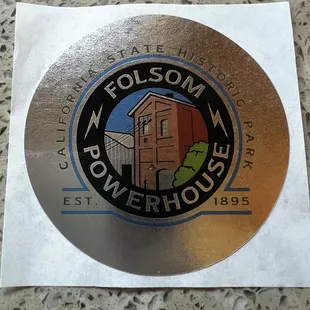 CALIFORNIA STATE HISTORIC PARK
FOLSOM
POWERHOUSE
EST. 1895